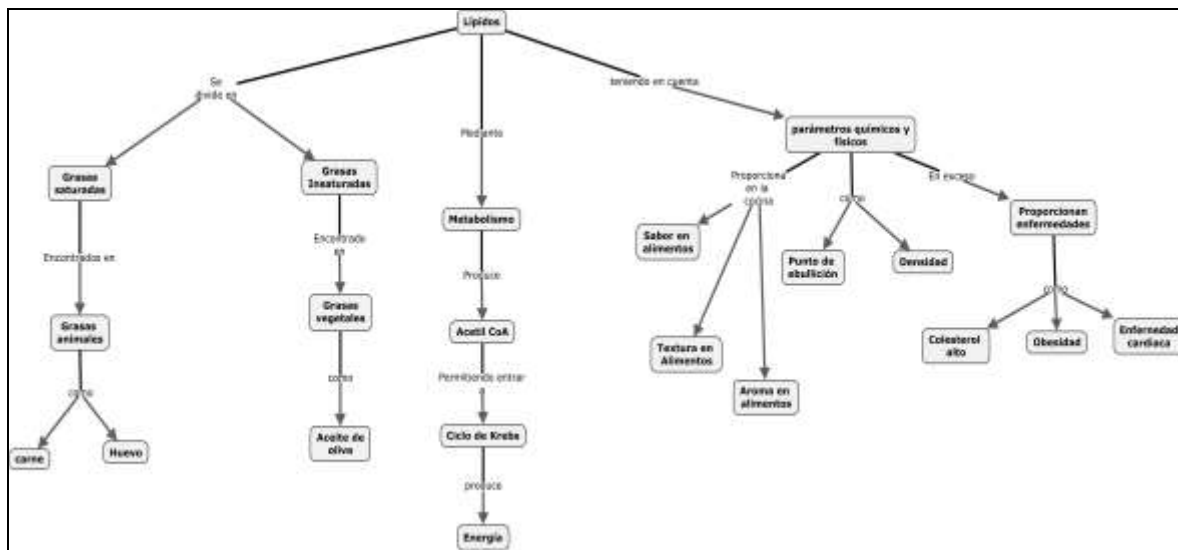 Lípidos
Se
divide en
teniendo en cuenta
Mediante
parámetros químicos y
físicos
Grasas
saturadas
Grasas
Insaturadas
Proporciona
en la
cocina
En exceso
como
Metabolismo
Proporcionan
enfermedades
Sabor en
alimentos
Encontrados en
Encontrado
en
Produce
Punto de
ebullición
Densidad
como
Grasas
animales
Grasas
vegetales
Acetil CoA
Textura en
Alimentos
Colesterol
alto
Obesidad
Enfermedad
cardiaca
como
como
Permitiendo entrar
a
Aroma en
alimentos
carne
Huevo
Aceite de
oliva
Ciclo de Krebs
produce
Energía